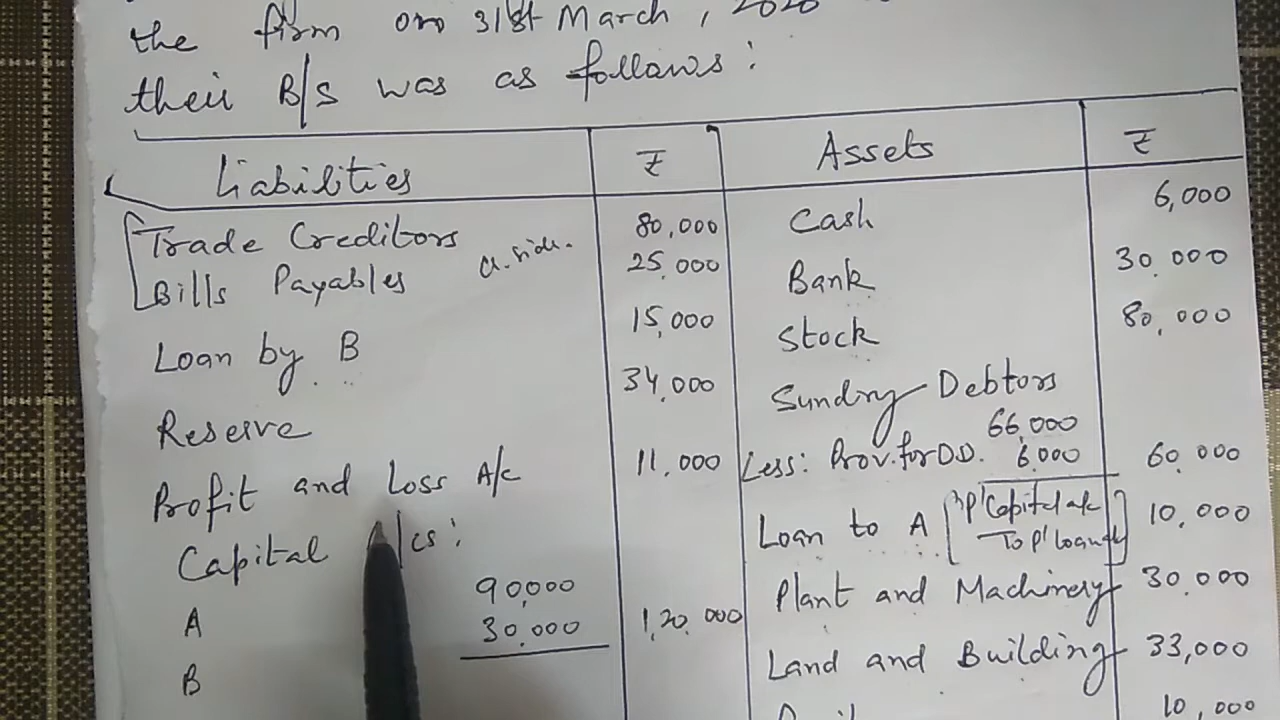 the firm on 31st March, 2020
their B/s was as follows:
Liabilities ₹ Assets ₹
Trade Creditors 80,000 Cash 6,000
Bills Payables 25,000 Bank 30,000
Loan by B 15,000 Stock 80,000
Reserve 34,000 Sundry Debtors 66,000
Profit and Loss A/c 11,000 Less: Prov. for D.D. 6,000 60,000
Capital A/cs: Loan to A 10,000
A 90,000 Plant and Machinery 30,000
B 30,000 1,20,000 Land and Building 33,000
10,000